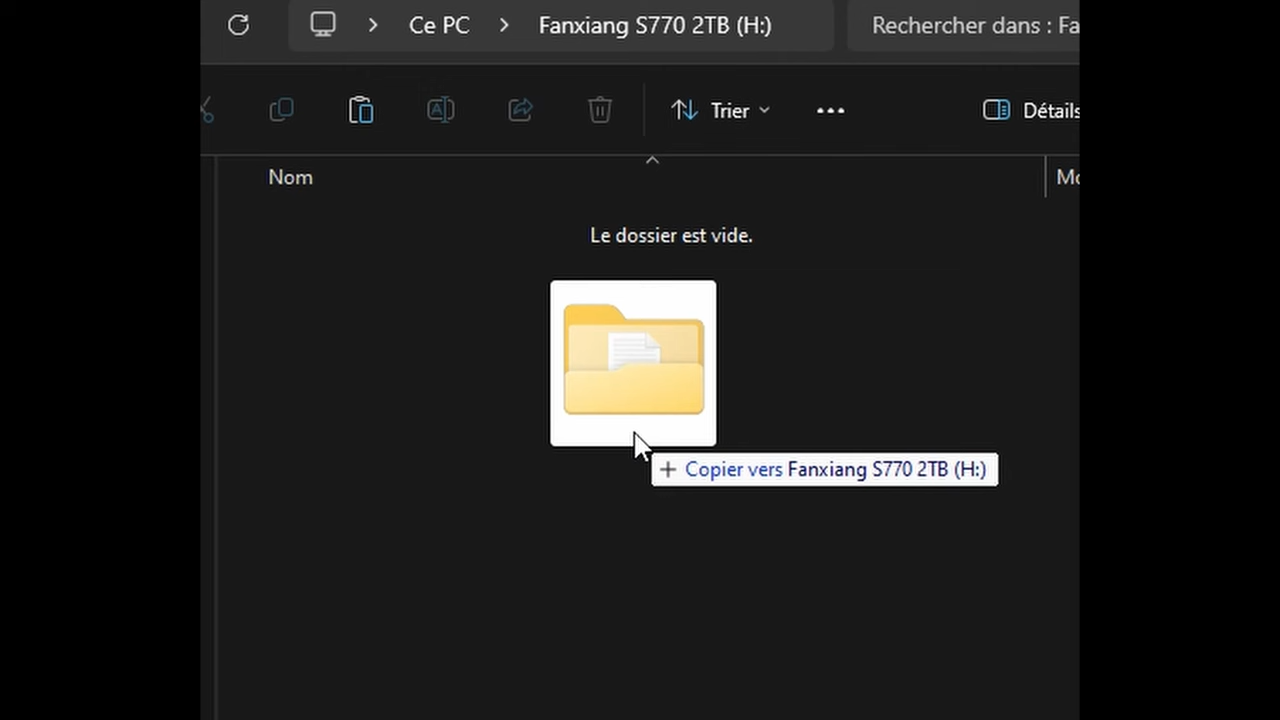 Ce PC > Fanxiang S770 2TB (H:)
Rechercher dans : Fa
Trier
Détails
Nom
Mo
Le dossier est vide.
+ Copier vers Fanxiang S770 2TB (H:)